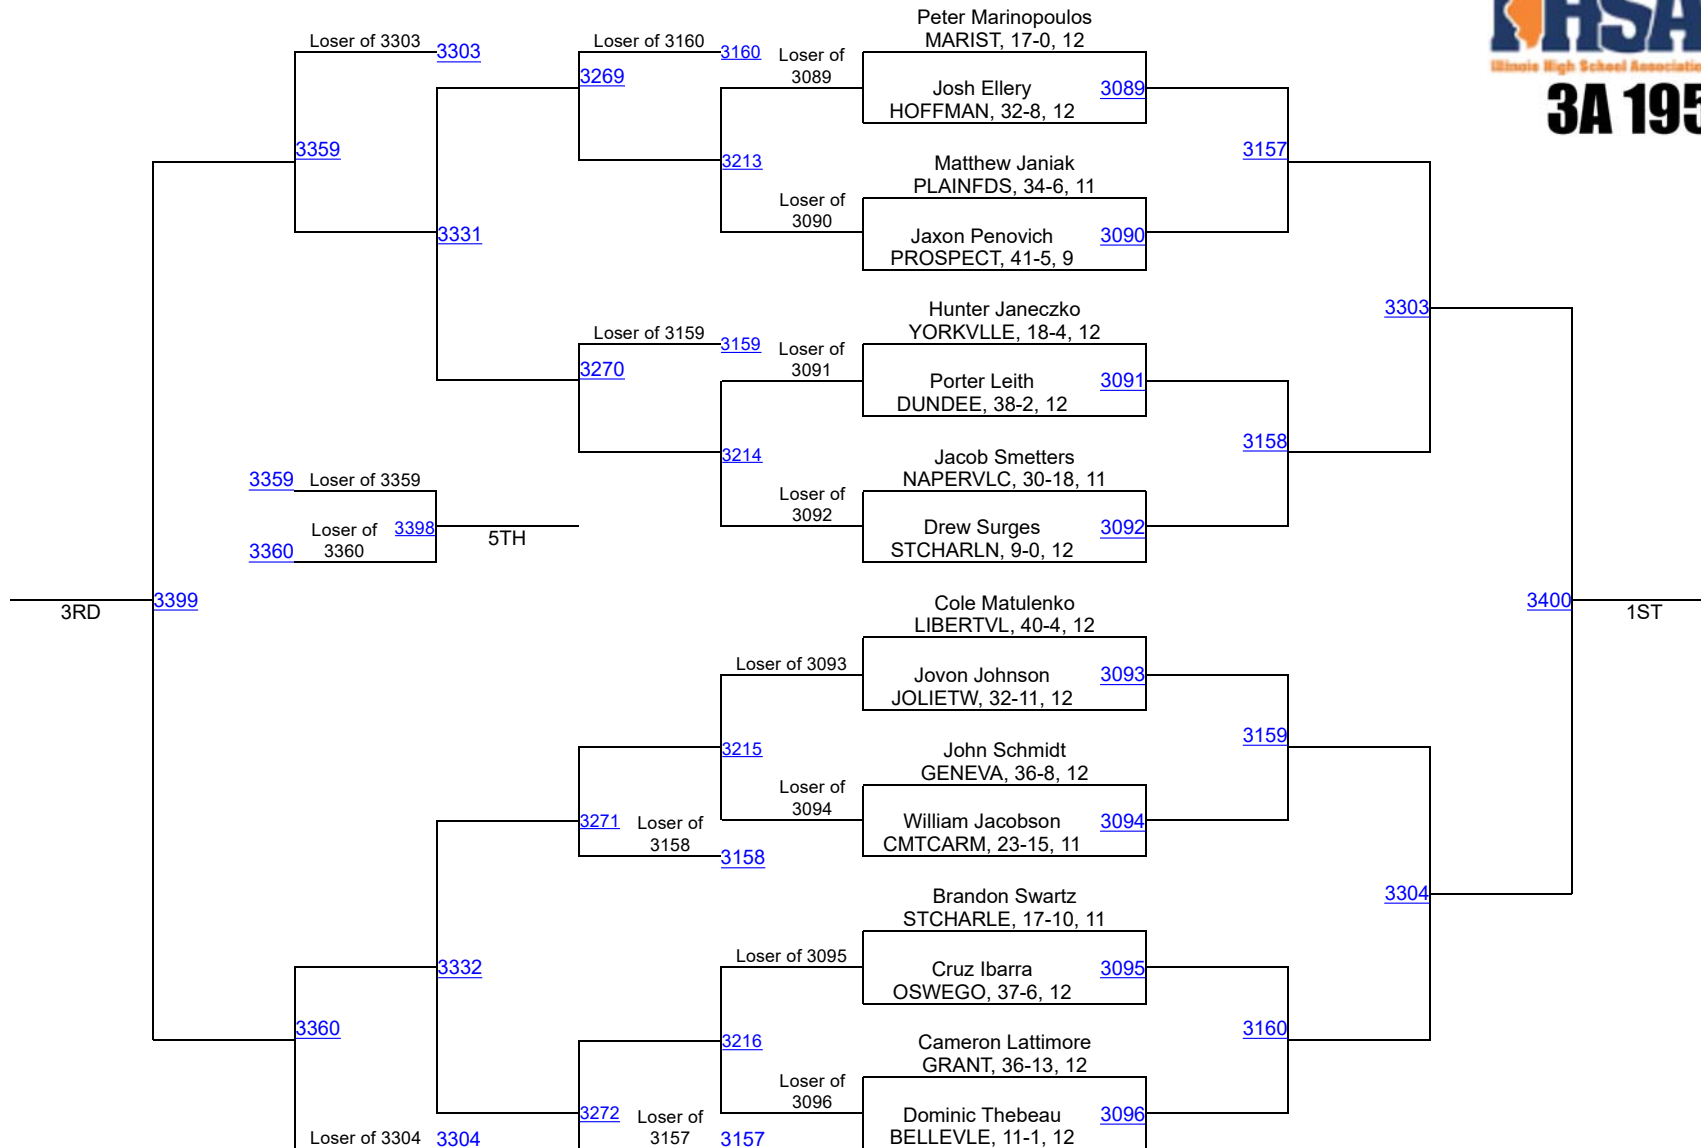 IHSA
Illinois High School Association
3A 195
Peter Marinopoulos
MARIST, 17-0, 12
Loser of 3303
3303
Loser of 3160
3160
Loser of
3089
3269
Josh Ellery
3089
HOFFMAN, 32-8, 12
3359
3213
Matthew Janiak
3157
PLAINFDS, 34-6, 11
Loser of
3090
3331
Jaxon Penovich
3090
PROSPECT, 41-5, 9
Hunter Janeczko
3303
YORKVLLE, 18-4, 12
Loser of 3159
3159
Loser of
3091
3270
Porter Leith
3091
DUNDEE, 38-2, 12
3214
Jacob Smetters
3158
NAPERVLC, 30-18, 11
3359
Loser of 3359
Loser of
3092
Loser of
3360
3398
3360
5TH
Drew Surges
3092
STCHARLN, 9-0, 12
3RD
3399
Cole Matulenko
LIBERTVL, 40-4, 12
3400
1ST
Loser of 3093
Jovon Johnson
3093
JOLIETW, 32-11, 12
3215
John Schmidt
3159
GENEVA, 36-8, 12
Loser of
3094
3271
Loser of
3158
3158
William Jacobson
3094
CMTCARM, 23-15, 11
Brandon Swartz
3304
STCHARLE, 17-10, 11
Loser of 3095
3332
Cruz Ibarra
3095
OSWEGO, 37-6, 12
3360
3216
Cameron Lattimore
3160
GRANT, 36-13, 12
Loser of
3096
3272
Loser of
3157
3157
Dominic Thebeau
3096
BELLEVLE, 11-1, 12
Loser of 3304
3304